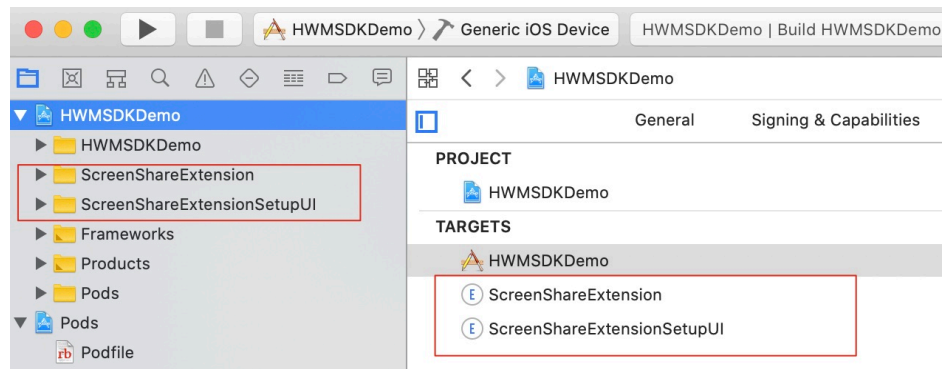 HWMSDKDemo
Generic iOS Device
HWMSDKDemo | Build HWMSDKDemo
HWMSDKDemo
HWMSDKDemo
ScreenShareExtension
ScreenShareExtensionSetupUI
Frameworks
Products
Pods
Pods
rb Podfile
HWMSDKDemo
General Signing & Capabilities
PROJECT
HWMSDKDemo
TARGETS
HWMSDKDemo
E ScreenShareExtension
E ScreenShareExtensionSetupUI